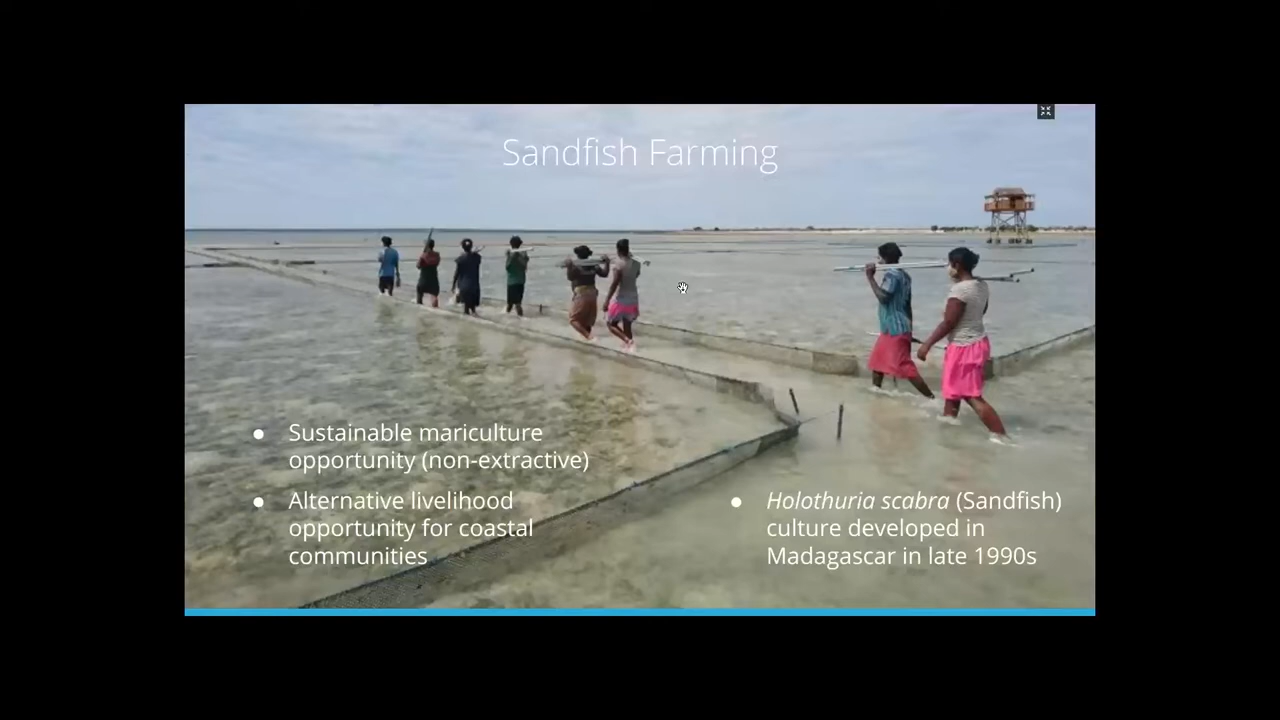 Sandfish Farming
● Sustainable mariculture
opportunity (non-extractive)
● Alternative livelihood
opportunity for coastal
communities
● Holothuria scabra (Sandfish)
culture developed in
Madagascar in late 1990s